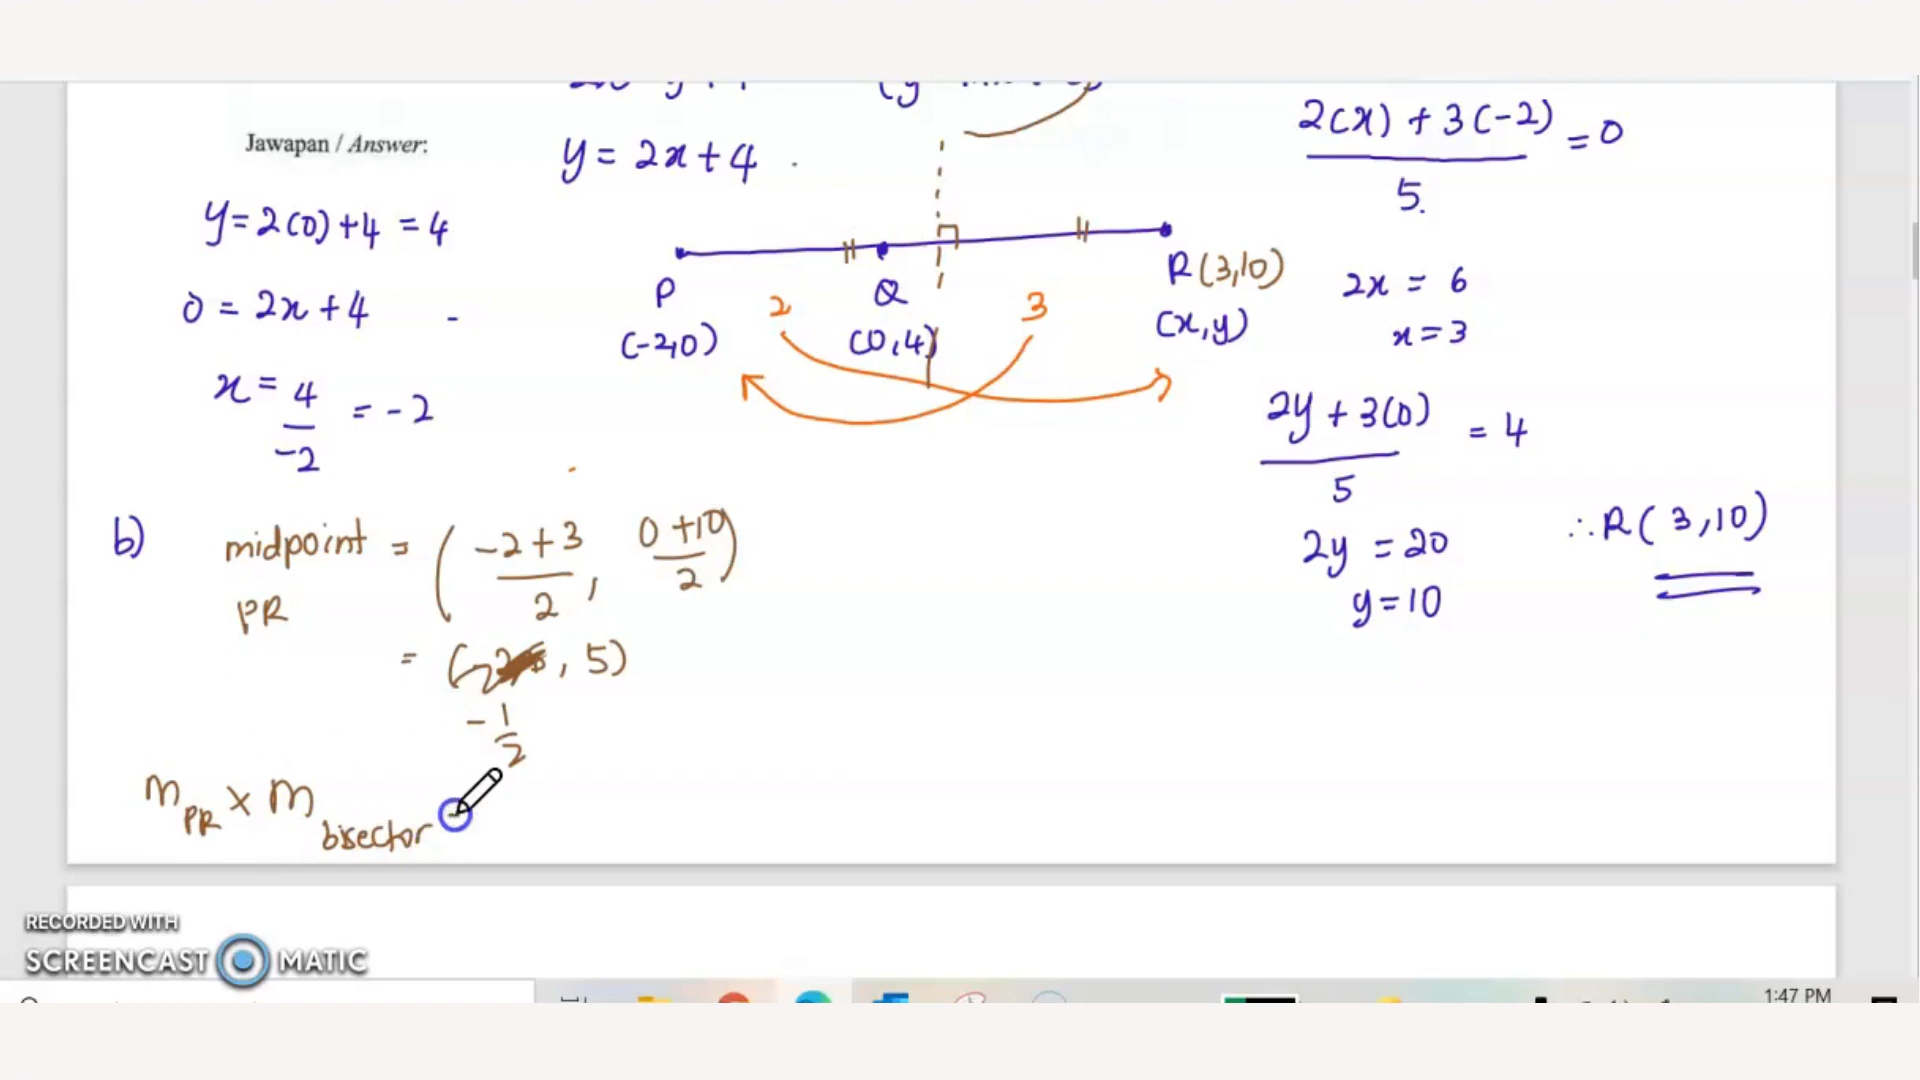 Jawapan / Answer:
y = 2x + 4
y = 2(0) + 4 = 4
0 = 2x + 4
x = 4/-2 = -2
P
(-2,0)
2
Q
(0,4)
3
R (3,10)
(x,y)
2(x) + 3(-2) / 5 = 0
2x = 6
x = 3
2y + 3(0) / 5 = 4
2y = 20
y = 10
∴ R(3,10)
b) midpoint PR = (-2+3/2, 0+10/2)
= ( , 5)
-1/2
m PR × m bisector
RECORDED WITH
SCREENCAST MATIC
1:47 PM